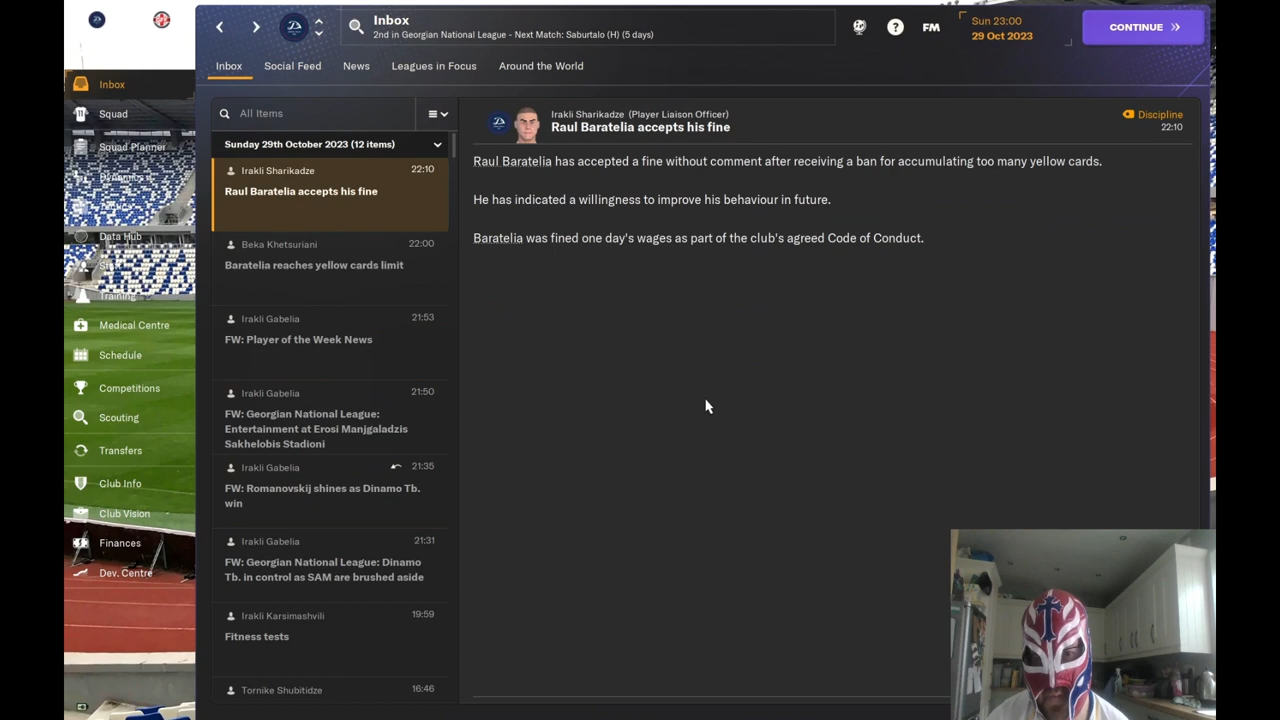 Inbox
2nd in Georgian National League - Next Match: Saburtalo (H) (5 days)
FM
Sun 23:00
29 Oct 2023
CONTINUE
Inbox
Social Feed
News
Leagues in Focus
Around the World
Inbox
Squad
Squad Planner
Dynamics
Data Hub
Staff
Training
Medical Centre
Schedule
Competitions
Scouting
Transfers
Club Info
Club Vision
Finances
Dev. Centre
All Items
Sunday 29th October 2023 (12 items)
Irakli Sharikadze 22:10
Raul Baratelia accepts his fine
Beka Khetsuriani 22:00
Baratelia reaches yellow cards limit
Irakli Gabelia 21:53
FW: Player of the Week News
Irakli Gabelia 21:50
FW: Georgian National League:
Entertainment at Erosi Manjgaladzis
Sakhelobis Stadioni
Irakli Gabelia 21:35
FW: Romanovskij shines as Dinamo Tb.
win
Irakli Gabelia 21:31
FW: Georgian National League: Dinamo
Tb. in control as SAM are brushed aside
Irakli Karsimashvili 19:59
Fitness tests
Tornike Shubitidze 16:46
Irakli Sharikadze (Player Liaison Officer)
Raul Baratelia accepts his fine
Discipline
22:10
Raul Baratelia has accepted a fine without comment after receiving a ban for accumulating too many yellow cards.
He has indicated a willingness to improve his behaviour in future.
Baratelia was fined one day's wages as part of the club's agreed Code of Conduct.